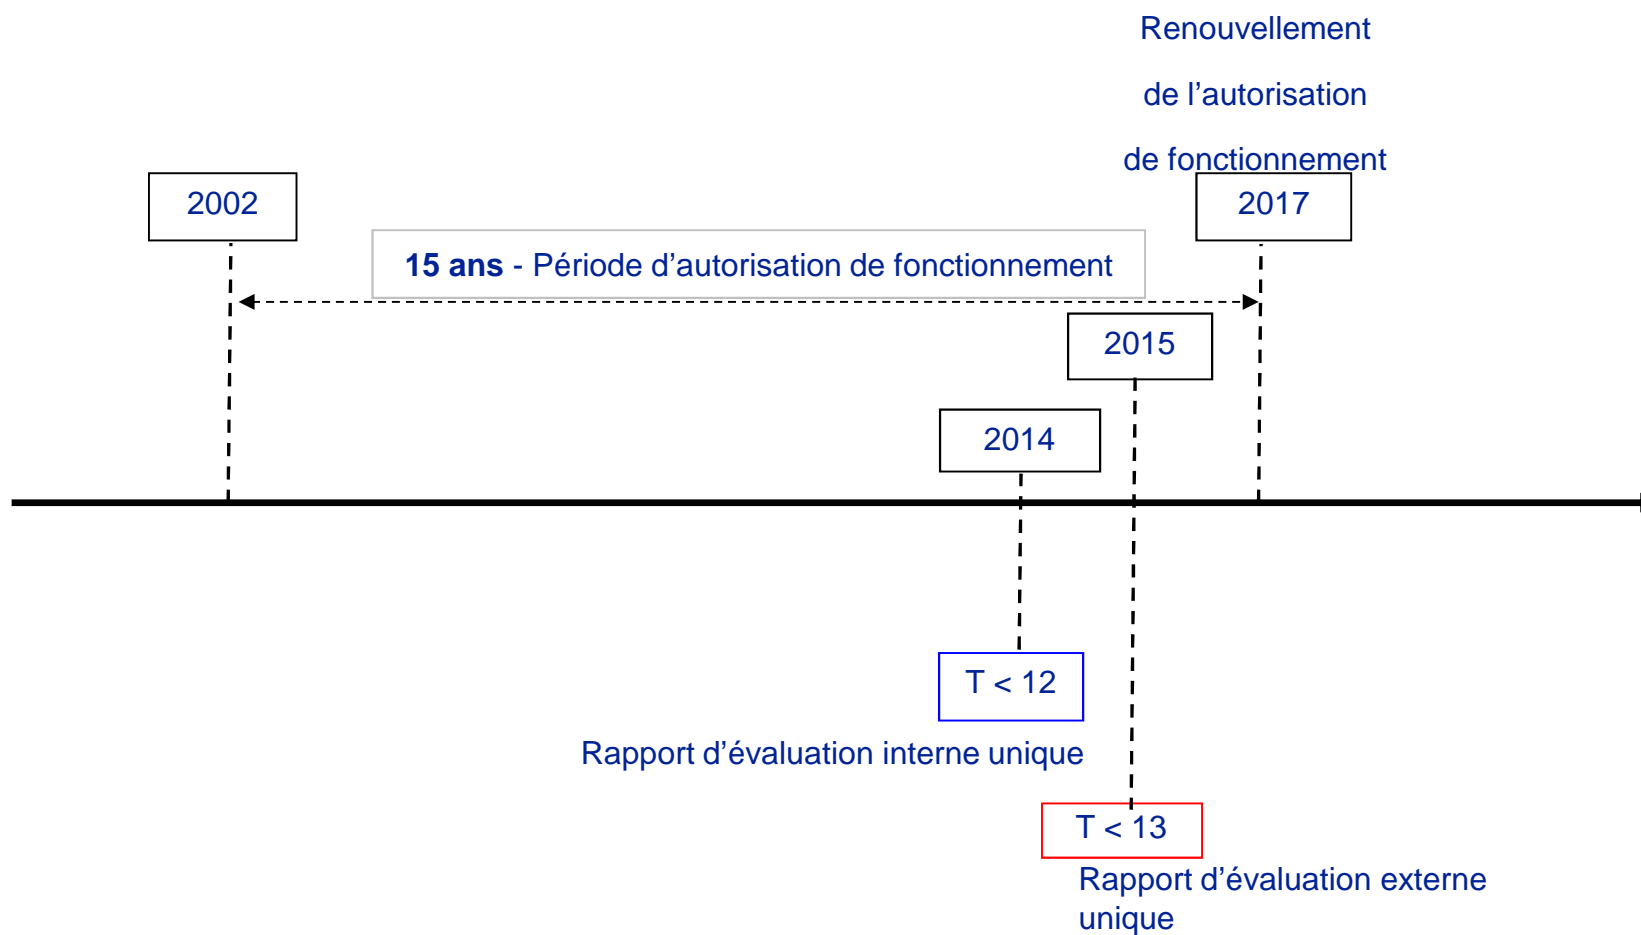 Renouvellement
de l’autorisation
de fonctionnement
2002
2017
15 ans - Période d’autorisation de fonctionnement
2015
2014
T < 12
Rapport d’évaluation interne unique
T < 13
Rapport d’évaluation externe
unique